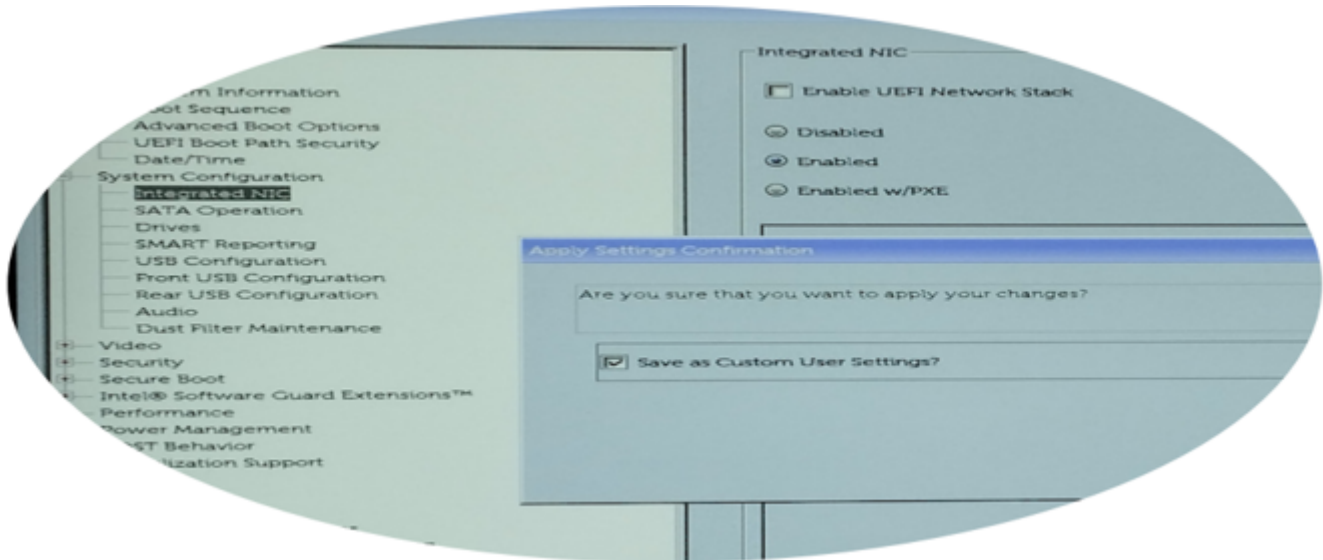 Information
Sequence
Advanced Boot Options
UEFI Boot Path Security
Date/Time
System Configuration
Integrated NIC
SATA Operation
Drives
SMART Reporting
USB Configuration
Front USB Configuration
Rear USB Configuration
Audio
Dust Filter Maintenance
Video
Security
Secure Boot
Intel® Software Guard Extensions™
Performance
Power Management
Behavior
Support
Integrated NIC
Enable UEFI Network Stack
Disabled
Enabled
Enabled w/PXE
Apply Settings Confirmation
Are you sure that you want to apply your changes?
Save as Custom User Settings?